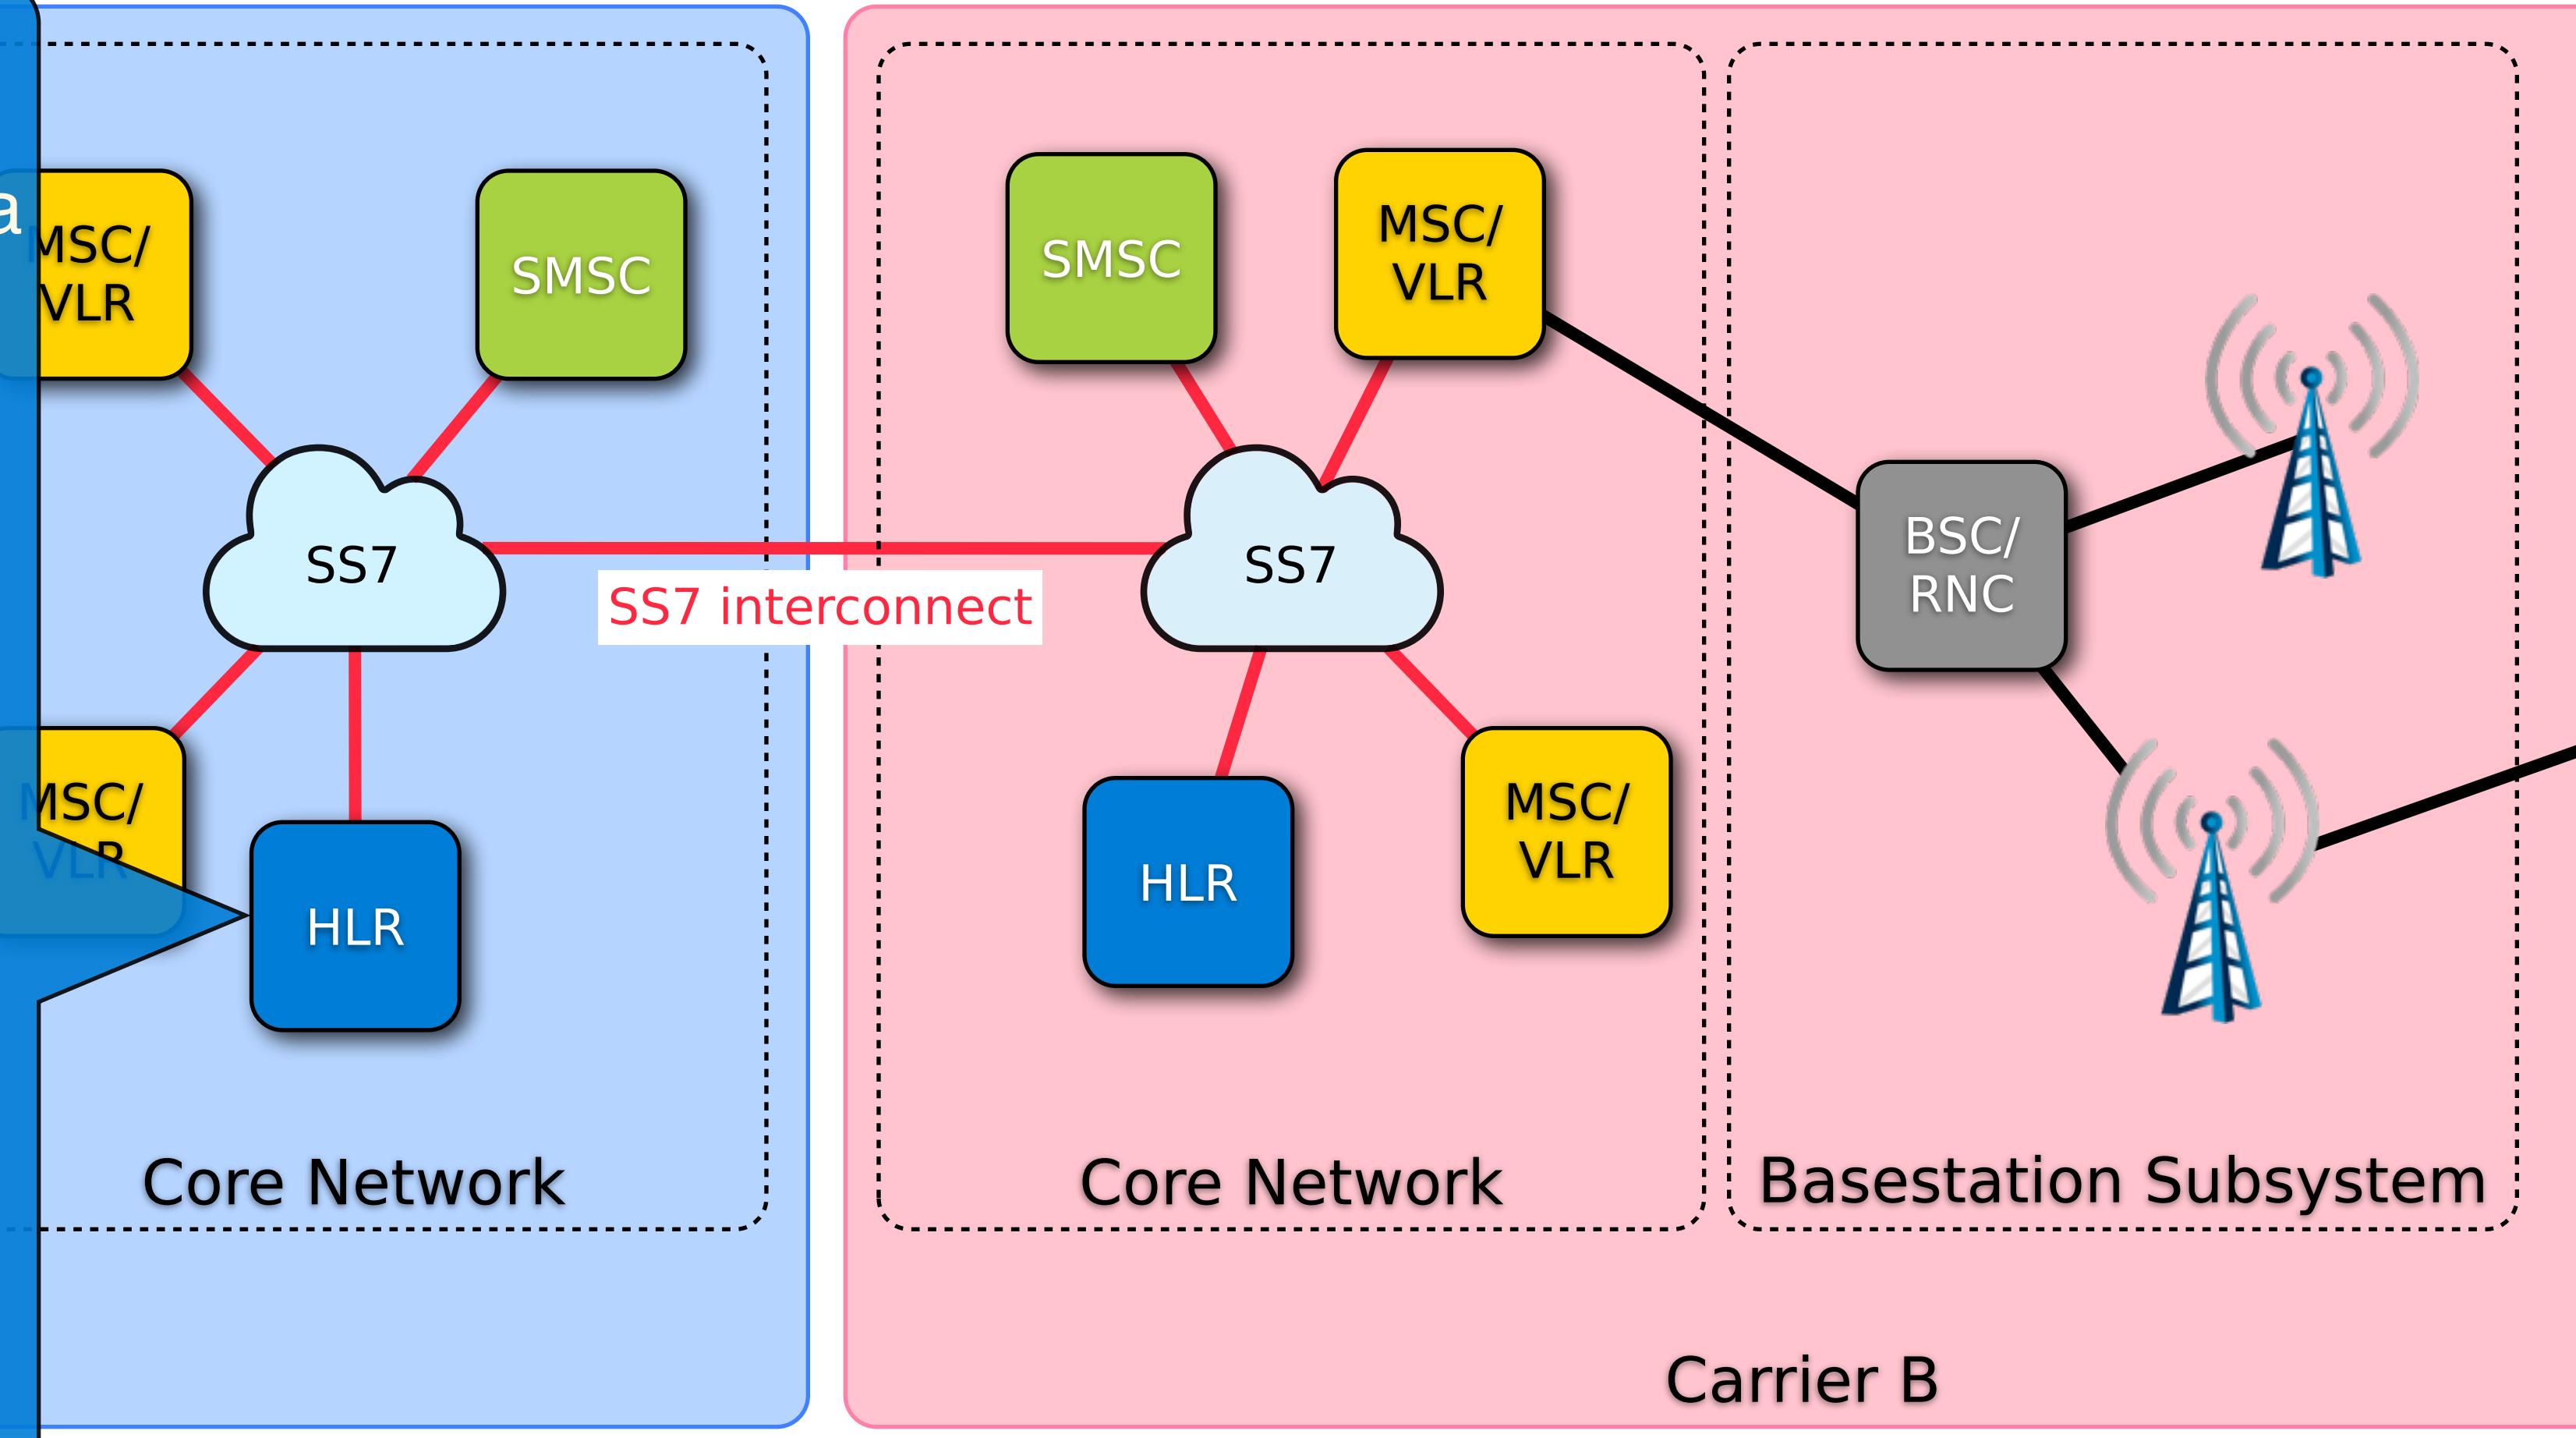 a
MSC/
VLR
SMSC
SS7
MSC/
VLR
HLR
Core Network
SS7 interconnect
SMSC
MSC/
VLR
SS7
HLR
MSC/
VLR
Core Network
BSC/
RNC
Basestation Subsystem
Carrier B